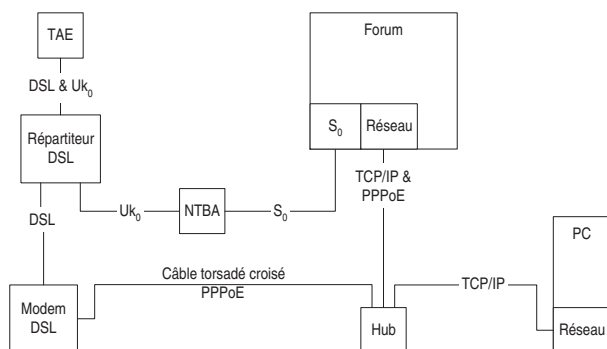 TAE
Forum
DSL & Uk₀
S₀
Réseau
Répartiteur
DSL
TCP/IP &
PPPoE
DSL
Uk₀
NTBA
S₀
PC
Câble torsadé croisé
PPPoE
TCP/IP
Modem
DSL
Hub
Réseau